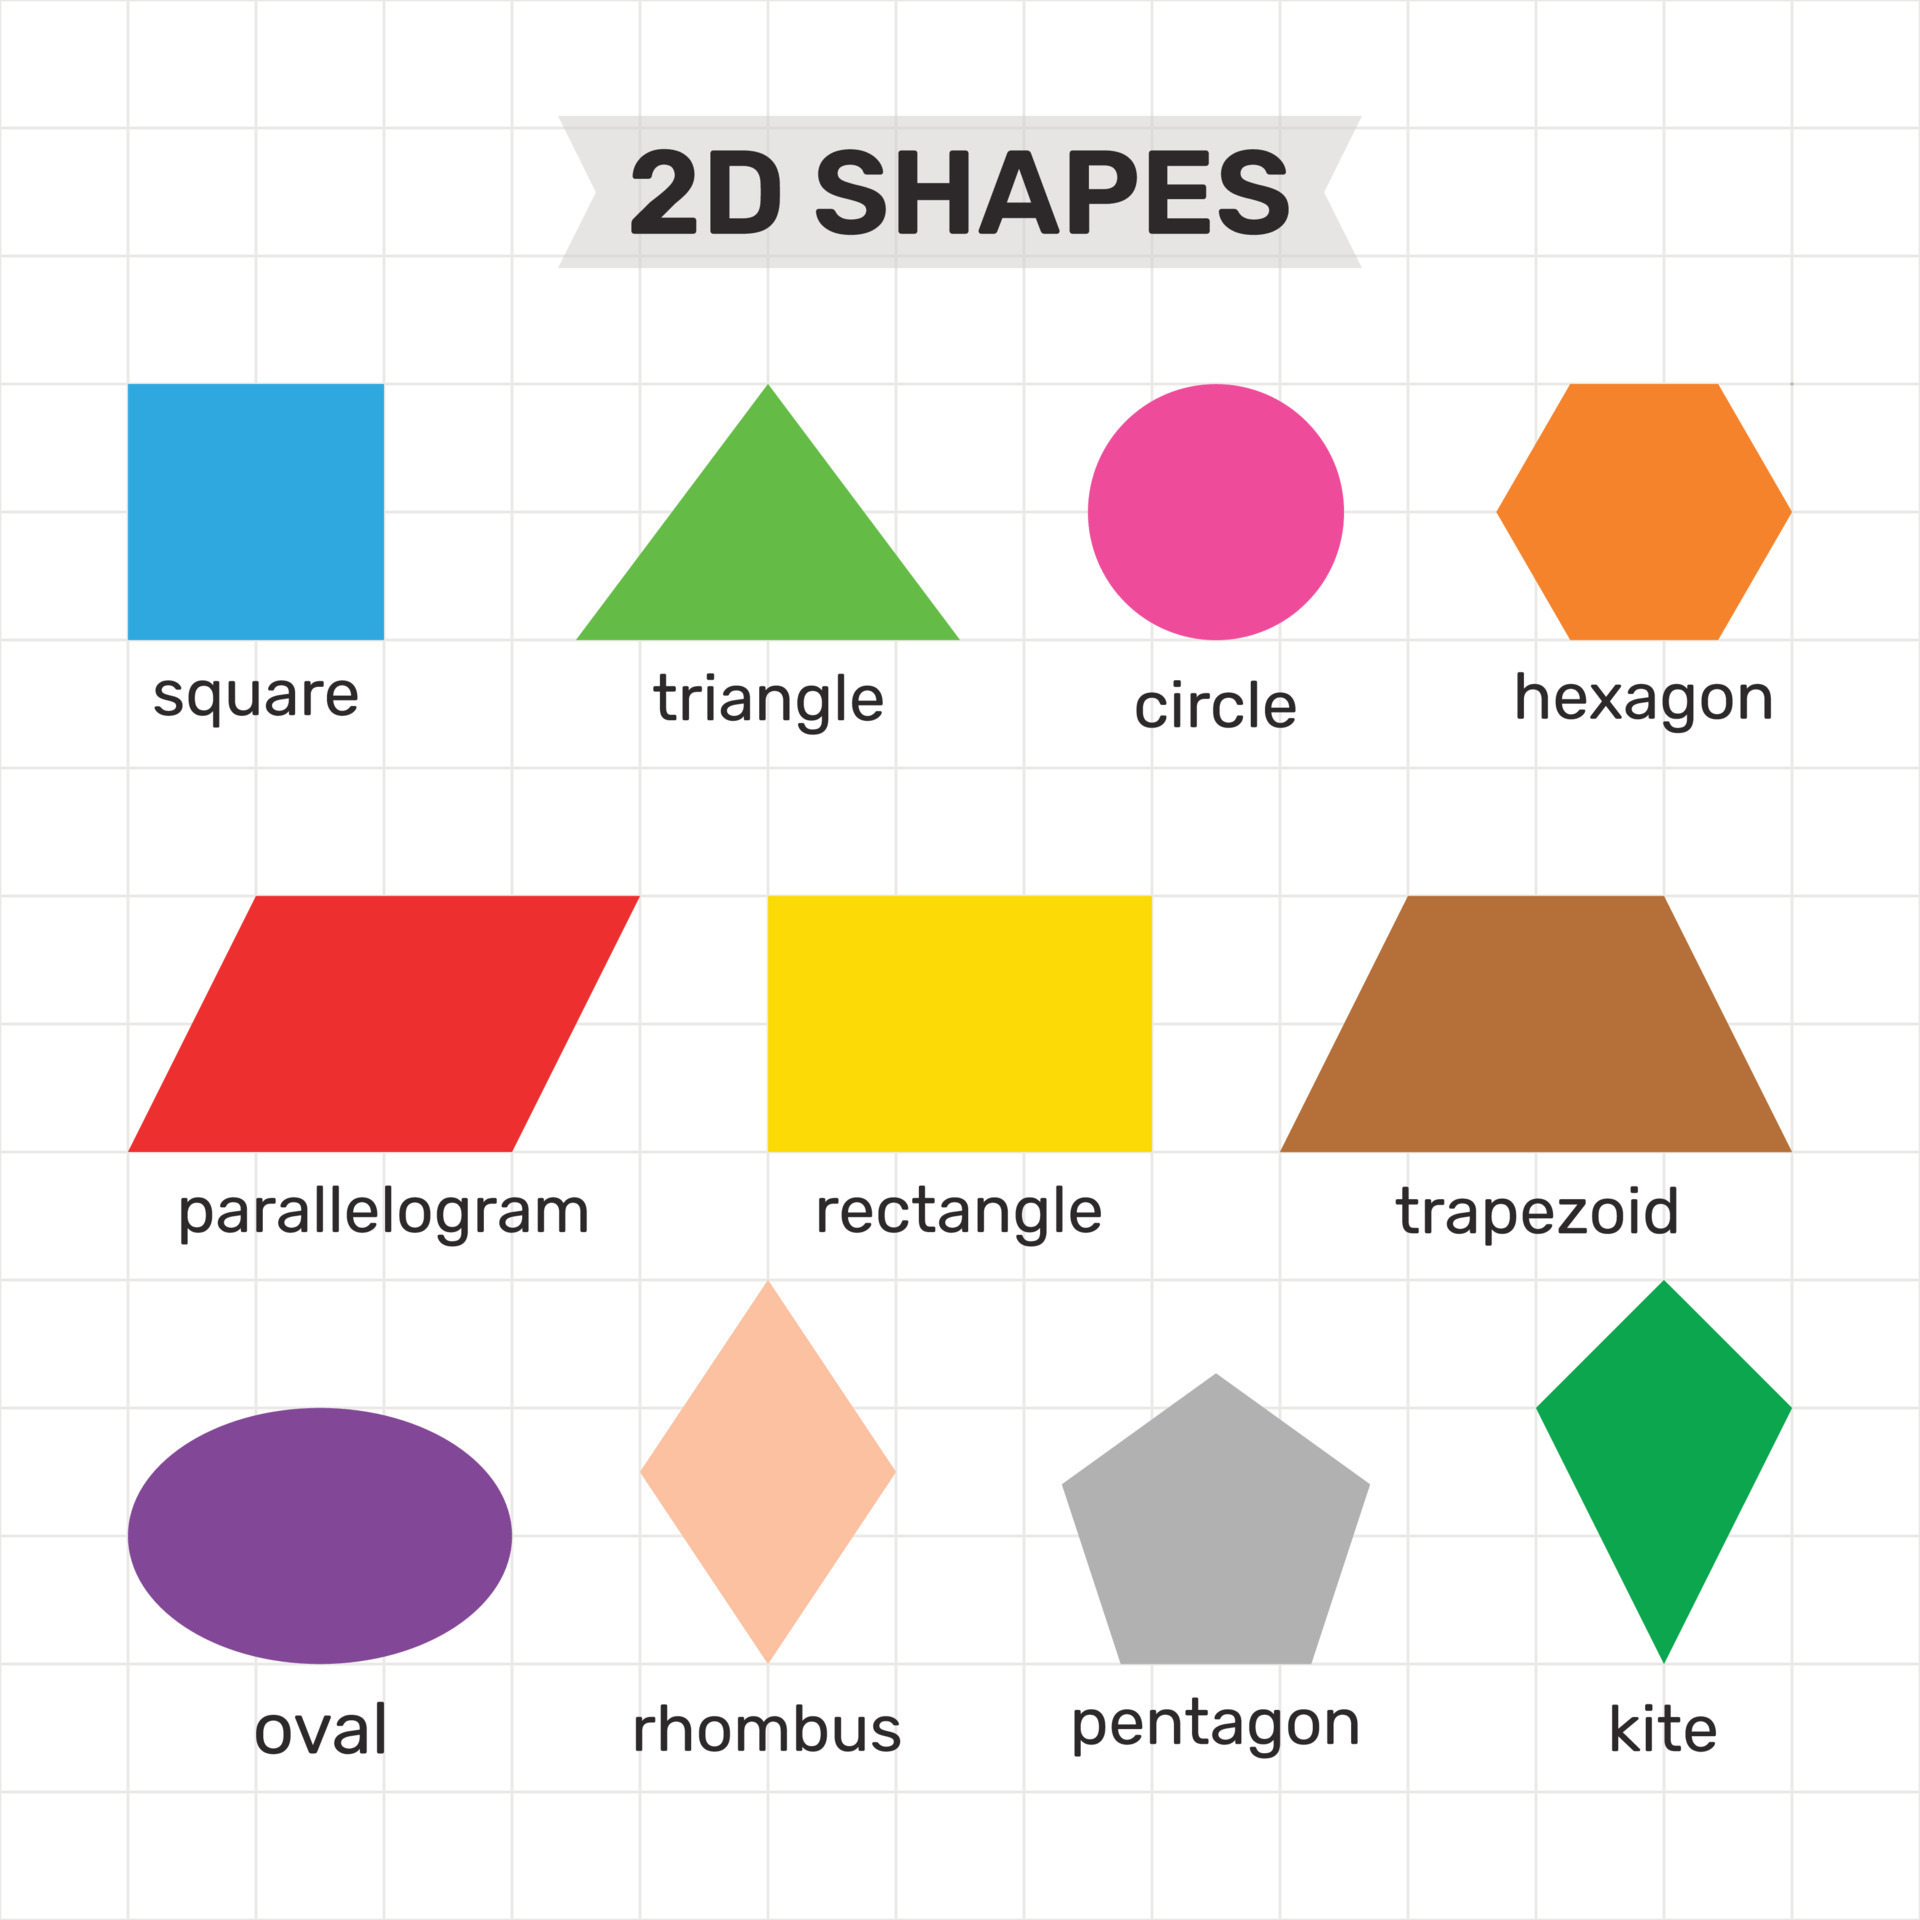 2D SHAPES
square
triangle
circle
hexagon
parallelogram
rectangle
trapezoid
oval
rhombus
pentagon
kite